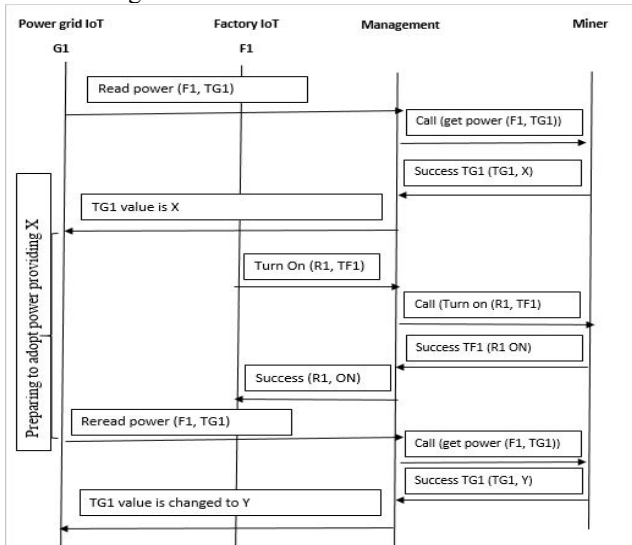 Power grid IoT
Factory IoT
Management
Miner
G1
F1
Read power (F1, TG1)
Call (get power (F1, TG1))
Success TG1 (TG1, X)
TG1 value is X
Preparing to adopt power providing X
Turn On (R1, TF1)
Call (Turn on (R1, TF1)
Success TF1 (R1 ON)
Success (R1, ON)
Reread power (F1, TG1)
Call (get power (F1, TG1))
Success TG1 (TG1, Y)
TG1 value is changed to Y